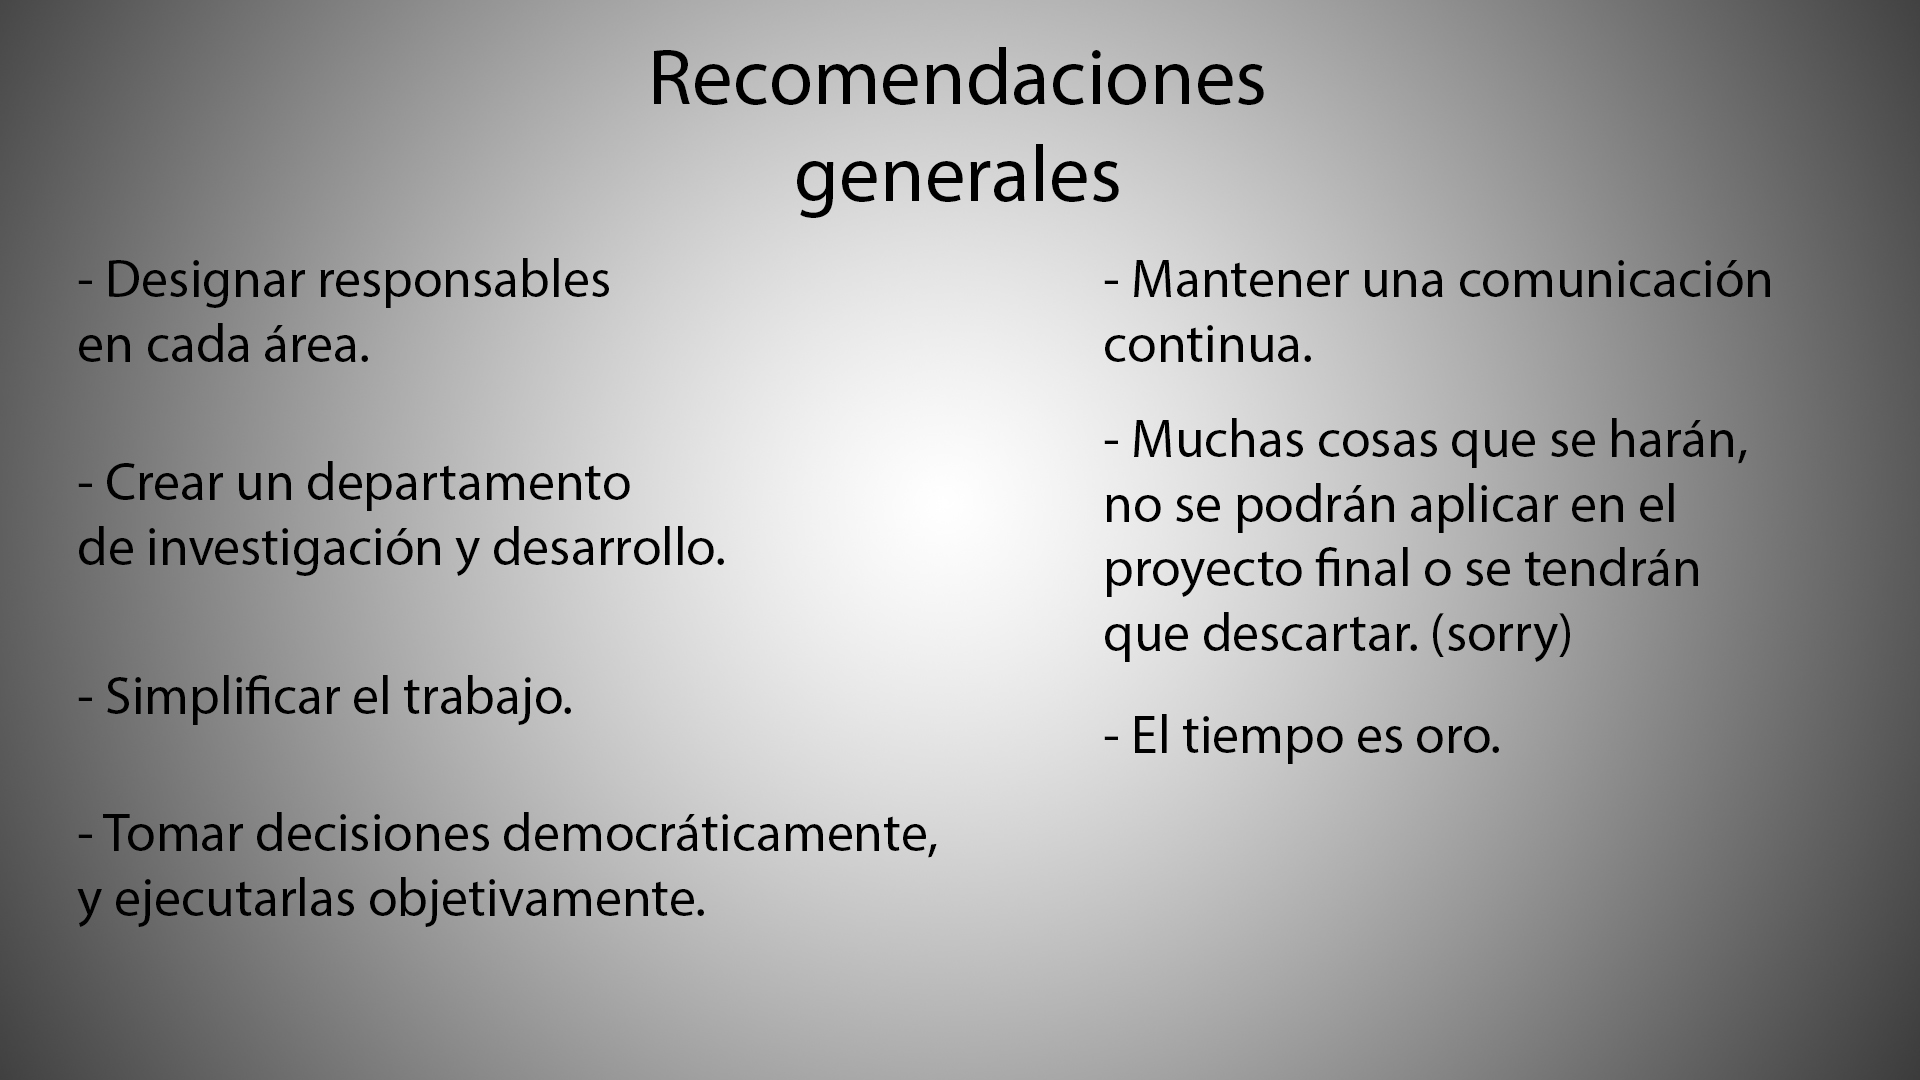 Recomendaciones
generales
- Designar responsables
en cada área.
- Crear un departamento
de investigación y desarrollo.
- Simplificar el trabajo.
- Tomar decisiones democráticamente,
y ejecutarlas objetivamente.
- Mantener una comunicación
continua.
- Muchas cosas que se harán,
no se podrán aplicar en el
proyecto final o se tendrán
que descartar. (sorry)
- El tiempo es oro.